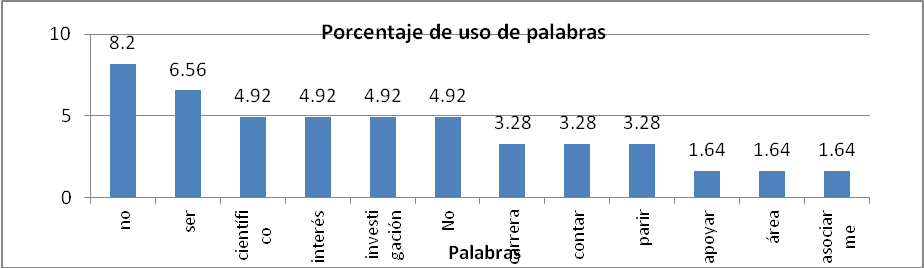 Porcentaje de uso de palabras
10
5
0
8.2
6.56
4.92
4.92
4.92
4.92
3.28
3.28
3.28
1.64
1.64
1.64
no
ser
científi
co
interés
investi
gación
No
carrera
contar
parir
apoyar
área
asociar
me
Palabras